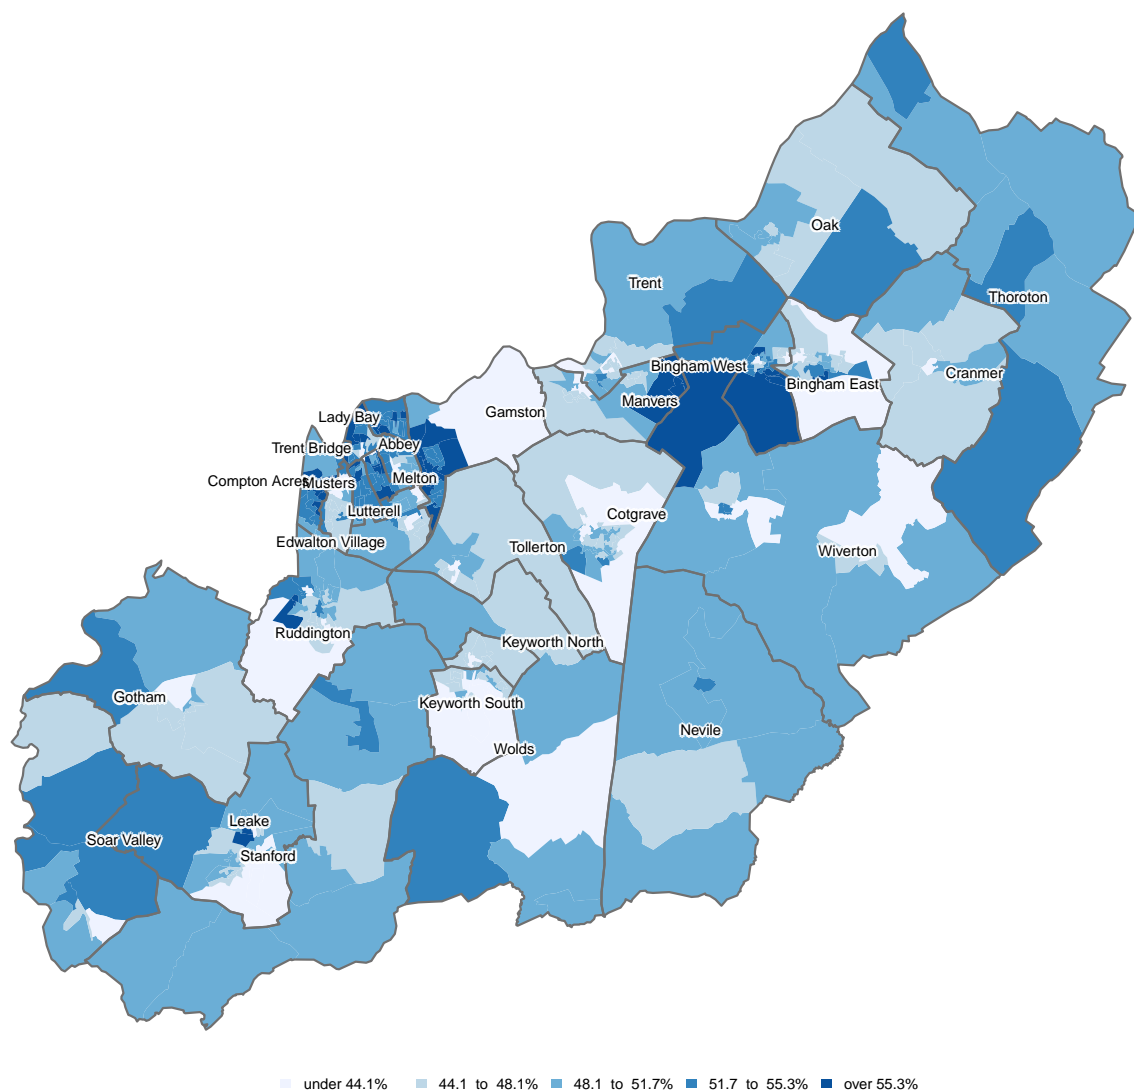 Oak
Trent
Thoroton
Bingham West
Cranmer
Bingham East
Manvers
Gamston
Lady Bay
Abbey
Trent Bridge
Melton
Compton Acres
Musters
Lutterell
Cotgrave
Edwalton Village
Tollerton
Wiverton
Ruddington
Keyworth North
Gotham
Keyworth South
Nevile
Wolds
Leake
Soar Valley
Stanford
under 44.1% 44.1 to 48.1% 48.1 to 51.7% 51.7 to 55.3% over 55.3%